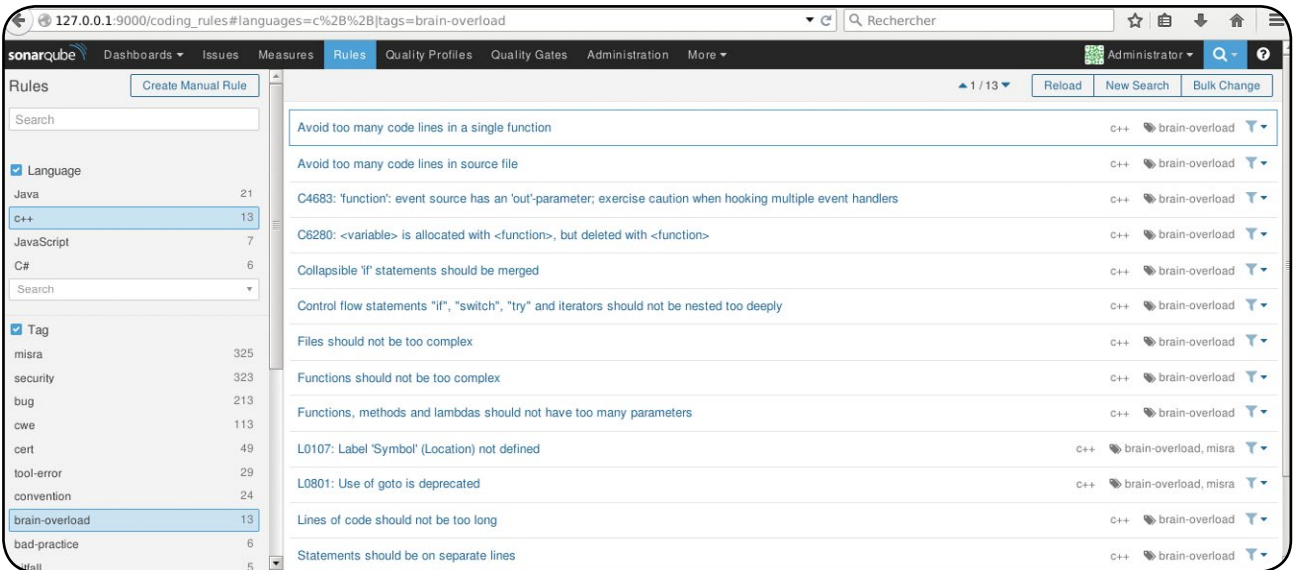 127.0.0.1:9000/coding_rules#languages=c%2B%2B|tags=brain-overload
Rechercher
sonarqube Dashboards Issues Measures Rules Quality Profiles Quality Gates Administration More Administrator ?
Rules Create Manual Rule
1 / 13 Reload New Search Bulk Change
Search
Language
Java 21
c++ 13
JavaScript 7
C# 6
Search
Tag
misra 325
security 323
bug 213
cwe 113
cert 49
tool-error 29
convention 24
brain-overload 13
bad-practice 6
pitfall 5
Avoid too many code lines in a single function c++ brain-overload
Avoid too many code lines in source file c++ brain-overload
C4683: 'function': event source has an 'out'-parameter; exercise caution when hooking multiple event handlers c++ brain-overload
C6280: <variable> is allocated with <function>, but deleted with <function> c++ brain-overload
Collapsible 'if' statements should be merged c++ brain-overload
Control flow statements "if", "switch", "try" and iterators should not be nested too deeply c++ brain-overload
Files should not be too complex c++ brain-overload
Functions should not be too complex c++ brain-overload
Functions, methods and lambdas should not have too many parameters c++ brain-overload
L0107: Label 'Symbol' (Location) not defined c++ brain-overload, misra
L0801: Use of goto is deprecated c++ brain-overload, misra
Lines of code should not be too long c++ brain-overload
Statements should be on separate lines c++ brain-overload